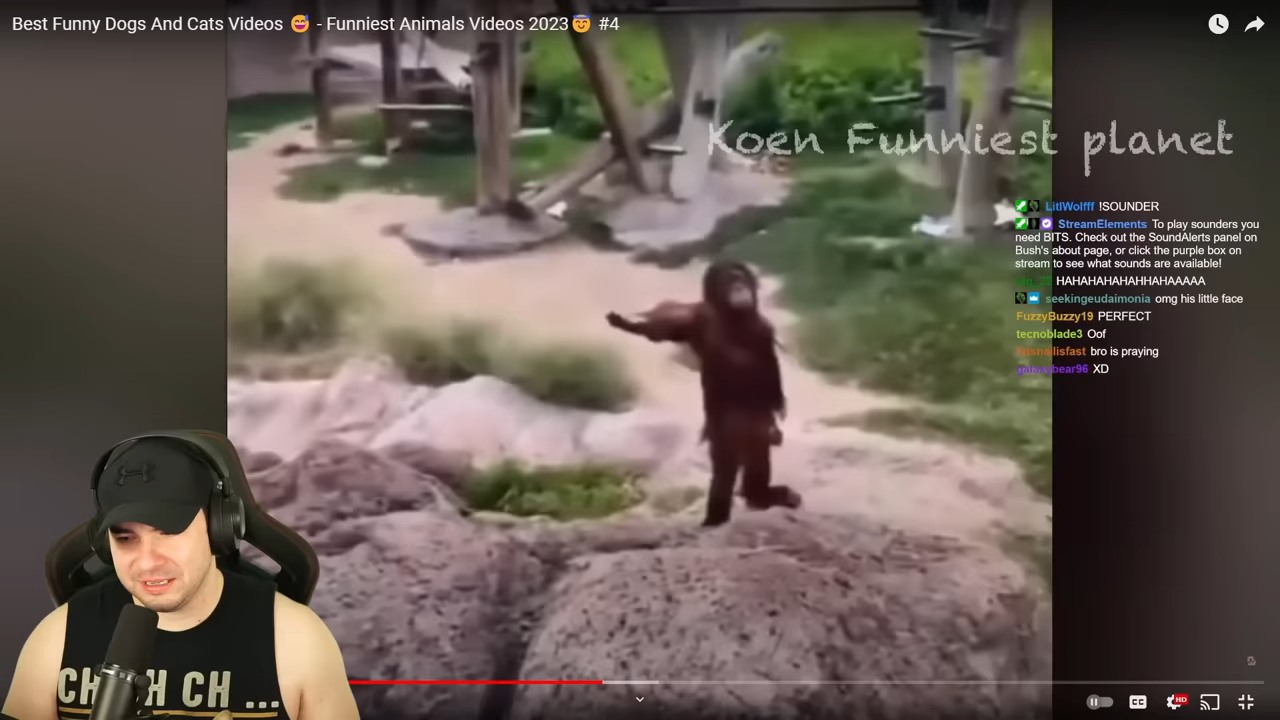 Best Funny Dogs And Cats Videos 😅 - Funniest Animals Videos 2023😇 #4
Koen Funniest planet
LitlWolfff !SOUNDER
StreamElements To play sounders you
need BITS. Check out the SoundAlerts panel on
Bush's about page, or click the purple box on
stream to see what sounds are available!
HAHAHAHAHAHHAHAAAAA
seekingeudaimonia omg his little face
FuzzyBuzzy19 PERFECT
tecnoblade3 Oof
bro is praying
galaxybear96 XD
CH CH ...
CC
HD